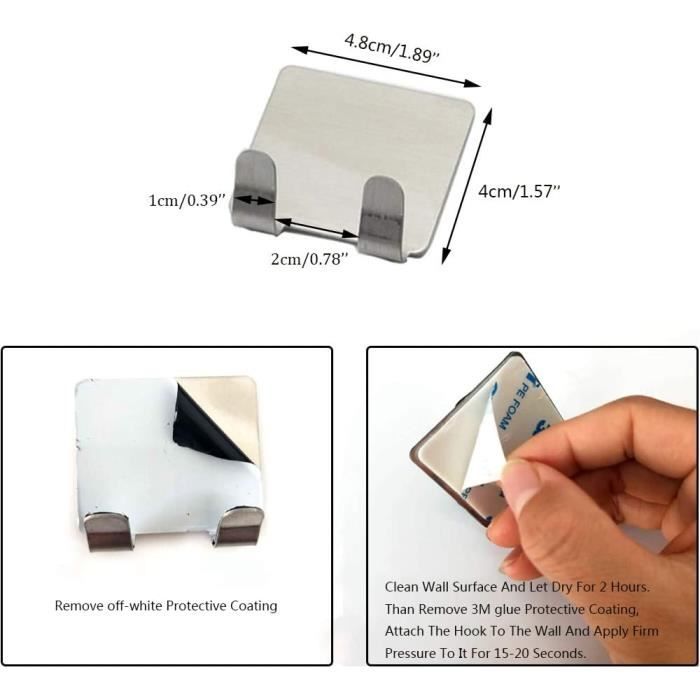 4.8cm/1.89’’
4cm/1.57’’
1cm/0.39’’
2cm/0.78’’
Remove off-white Protective Coating
PE FOAM
Clean Wall Surface And Let Dry For 2 Hours.
Than Remove 3M glue Protective Coating,
Attach The Hook To The Wall And Apply Firm
Pressure To It For 15-20 Seconds.